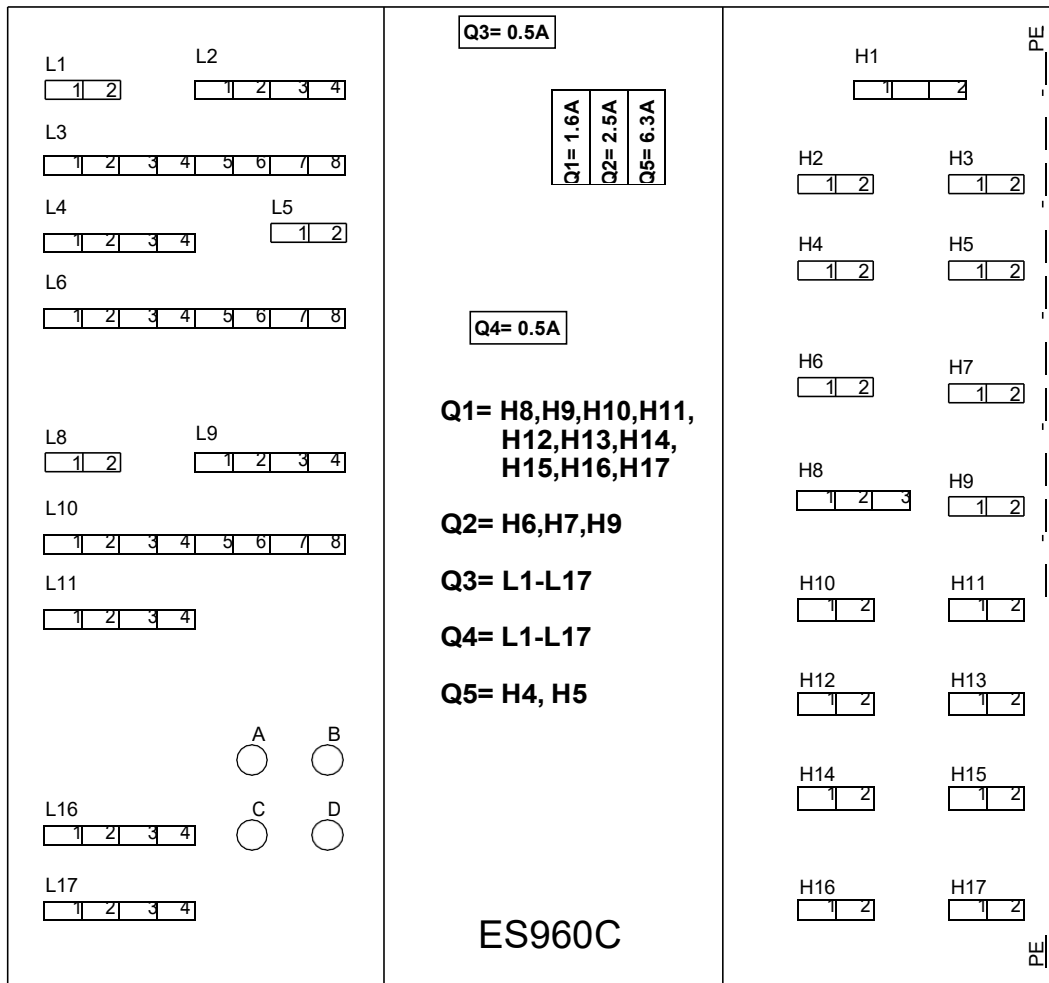 L1
1 2
L2
1 2 3 4
L3
1 2 3 4 5 6 7 8
L4
1 2 3 4
L5
1 2
L6
1 2 3 4 5 6 7 8
L8
1 2
L9
1 2 3 4
L10
1 2 3 4 5 6 7 8
L11
1 2 3 4
A B
C D
L16
1 2 3 4
L17
1 2 3 4
Q3= 0.5A
Q1= 1.6A
Q2= 2.5A
Q5= 6.3A
Q4= 0.5A
Q1= H8,H9,H10,H11,
H12,H13,H14,
H15,H16,H17
Q2= H6,H7,H9
Q3= L1-L17
Q4= L1-L17
Q5= H4, H5
ES960C
PE
H1
1 2
H2 H3
1 2 1 2
H4 H5
1 2 1 2
H6 H7
1 2 1 2
H8 H9
1 2 3 1 2
H10 H11
1 2 1 2
H12 H13
1 2 1 2
H14 H15
1 2 1 2
H16 H17
1 2 1 2
PE